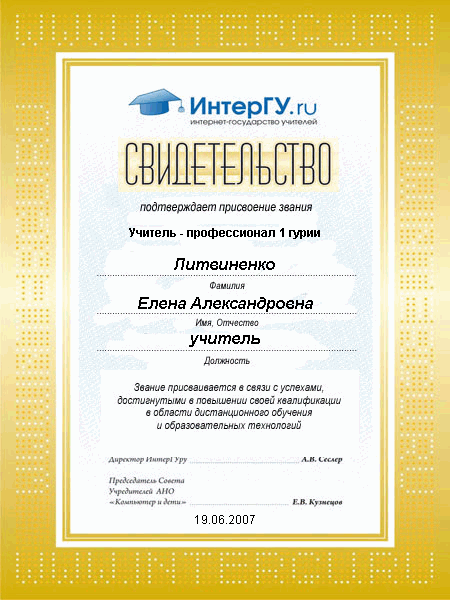 WWW.INTERGU.RU
ИнтерГУ.ru
интернет-государство учителей
СВИДЕТЕЛЬСТВО
подтверждает присвоение звания
Учитель - профессионал 1 гурии
Литвиненко
Фамилия
Елена Александровна
Имя, Отчество
учитель
Должность
Звание присваивается в связи с успехами,
достигнутыми в повышении своей квалификации
в области дистанционного обучения
и образовательных технологий
Директор ИнтерГУру А.В. Сеслер
Председатель Совета
Учредителей АНО
«Компьютер и дети» Е.В. Кузнецов
19.06.2007
WWW.INTERGU.RU